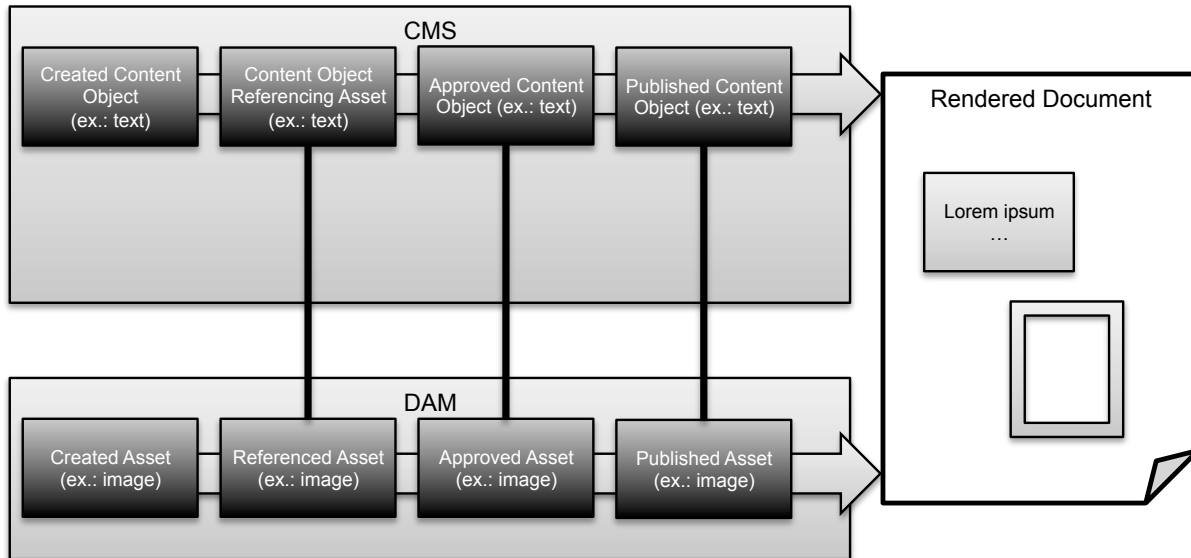 CMS
Created Content
Object
(ex.: text)
Content Object
Referencing Asset
(ex.: text)
Approved Content
Object (ex.: text)
Published Content
Object (ex.: text)
Rendered Document
Lorem ipsum
…
DAM
Created Asset
(ex.: image)
Referenced Asset
(ex.: image)
Approved Asset
(ex.: image)
Published Asset
(ex.: image)